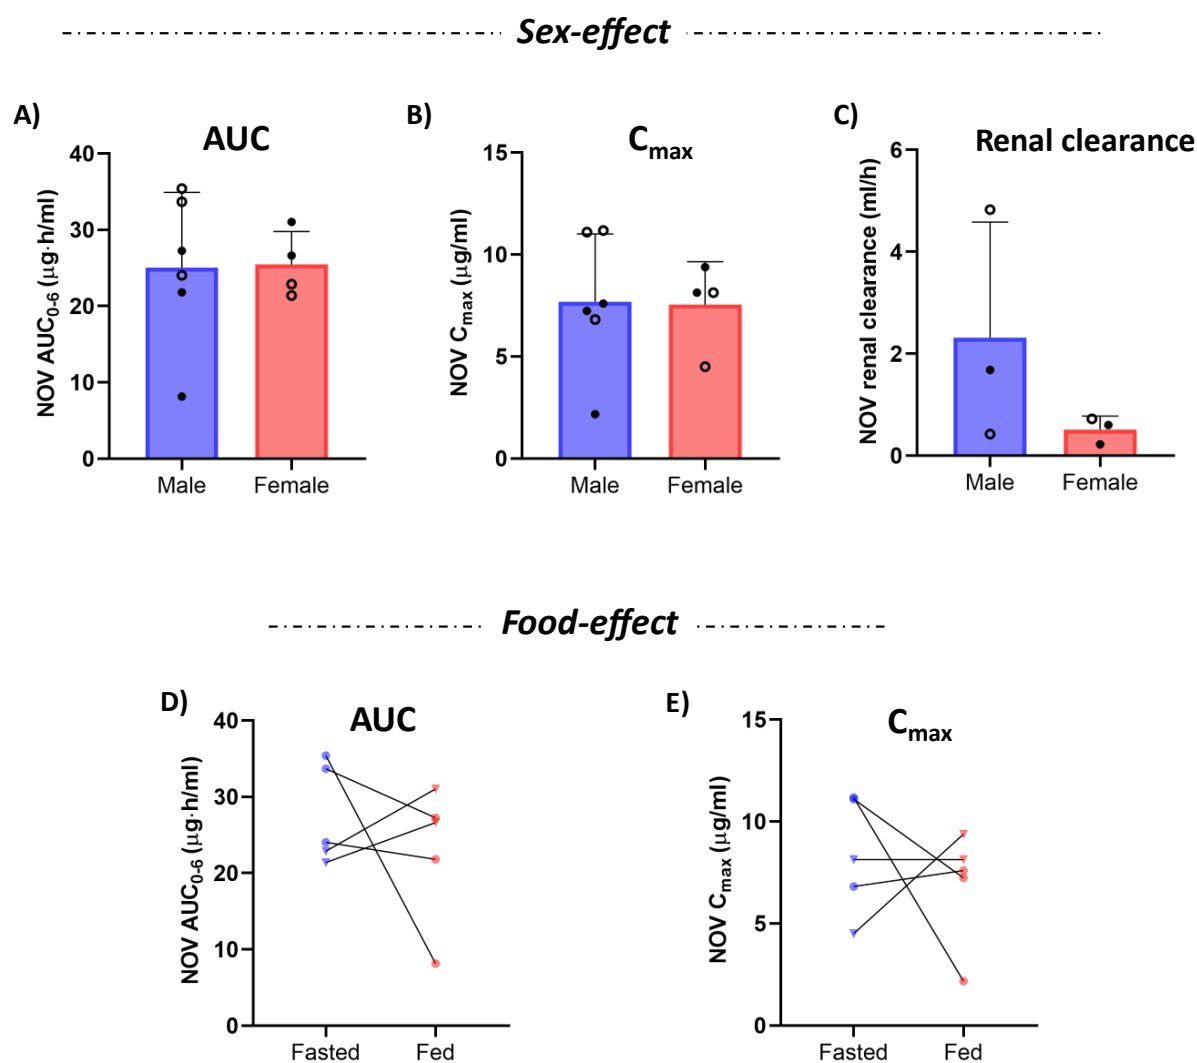 Sex-effect
A)
AUC
NOV AUC0-6 (μg·h/ml)
40
30
20
10
0
Male
Female
B)
Cmax
NOV Cmax (μg/ml)
15
10
5
0
Male
Female
C)
Renal clearance
NOV renal clearance (ml/h)
6
4
2
0
Male
Female
Food-effect
D)
AUC
NOV AUC0-6 (μg·h/ml)
40
30
20
10
0
Fasted
Fed
E)
Cmax
NOV Cmax (μg/ml)
15
10
5
0
Fasted
Fed